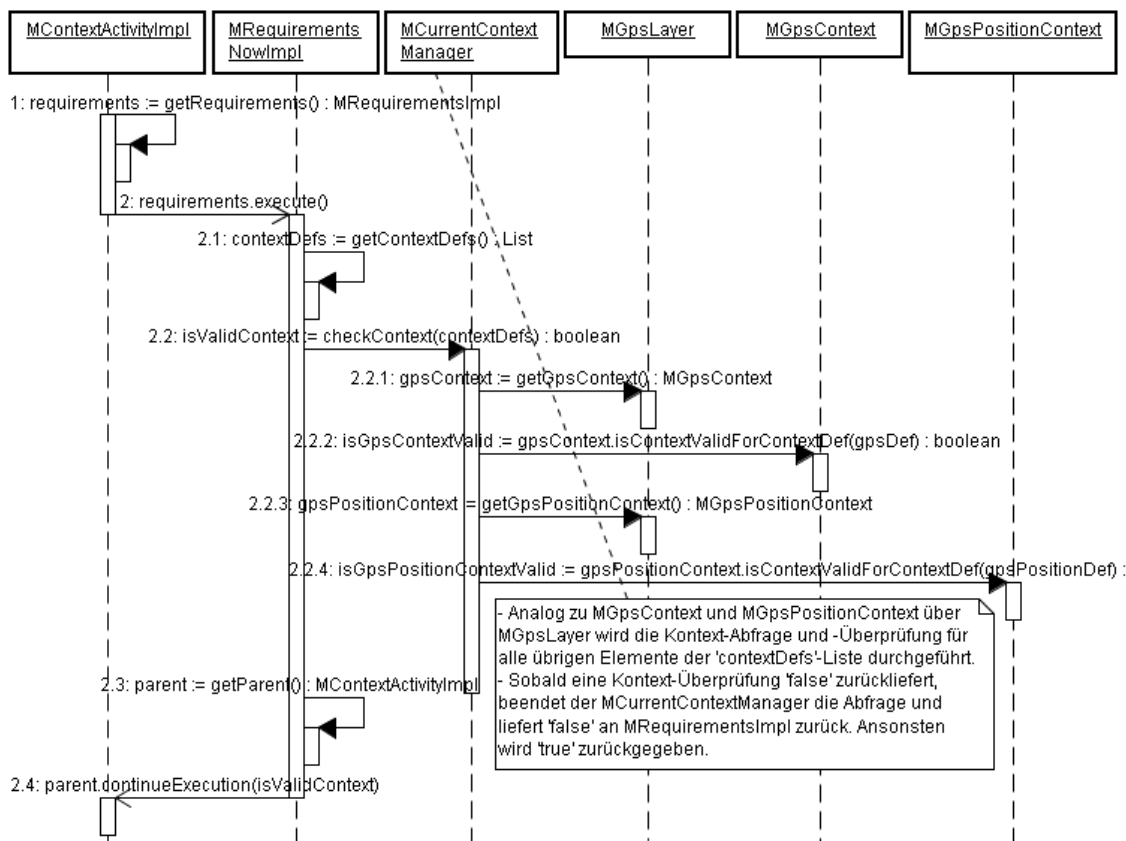 MContextActivityImpl
MRequirements
NowImpl
MCurrentContext
Manager
MGpsLayer
MGpsContext
MGpsPositionContext
1: requirements := getRequirements() : MRequirementsImpl
2: requirements.execute()
2.1: contextDefs := getContextDefs() : List
2.2: isValidContext := checkContext(contextDefs) : boolean
2.2.1: gpsContext := getGpsContext() : MGpsContext
2.2.2: isGpsContextValid := gpsContext.isContextValidForContextDef(gpsDef) : boolean
2.2.3: gpsPositionContext = getGpsPositionContext() : MGpsPositionContext
2.2.4: isGpsPositionContextValid := gpsPositionContext.isContextValidForContextDef(gpsPositionDef) :
- Analog zu MGpsContext und MGpsPositionContext über
MGpsLayer wird die Kontext-Abfrage und -Überprüfung für
alle übrigen Elemente der 'contextDefs'-Liste durchgeführt.
- Sobald eine Kontext-Überprüfung 'false' zurückliefert,
beendet der MCurrentContextManager die Abfrage und
liefert 'false' an MRequirementsImpl zurück. Ansonsten
wird 'true' zurückgegeben.
2.3: parent := getParent() : MContextActivityImpl
2.4: parent.continueExecution(isValidContext)